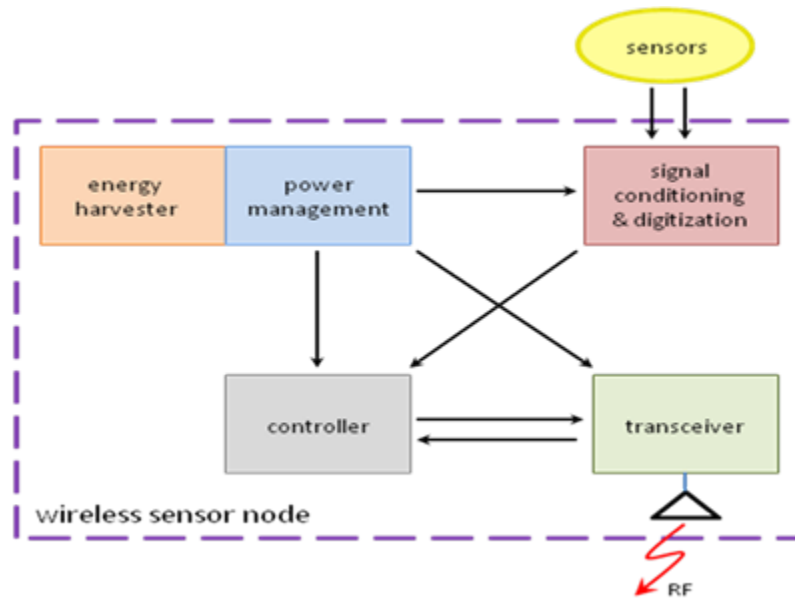 sensors
energy
harvester
power
management
signal
conditioning
& digitization
controller
transceiver
wireless sensor node
RF